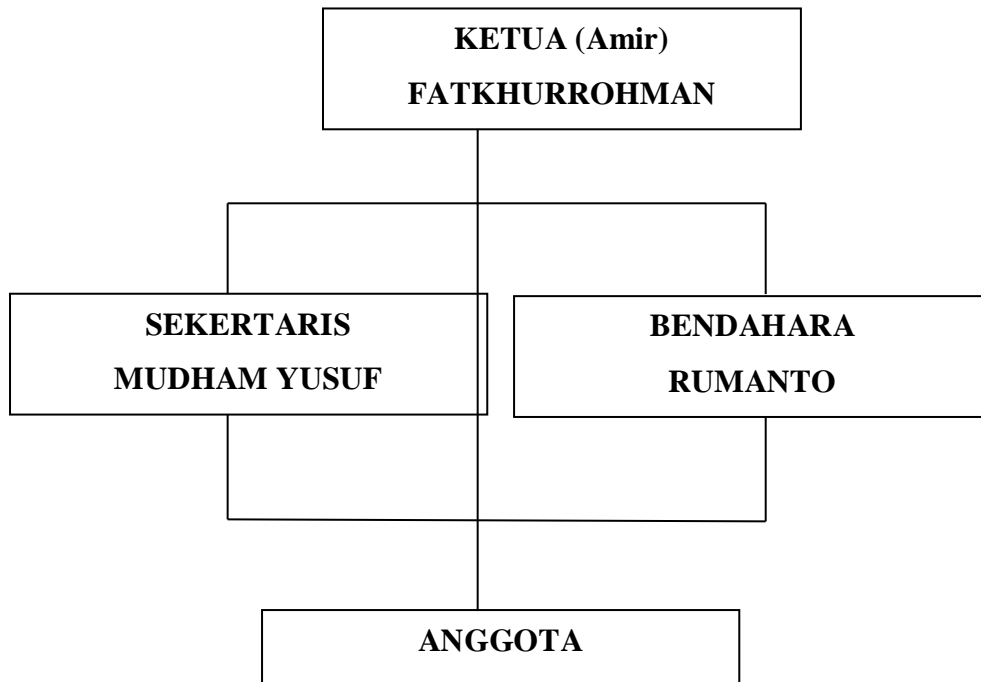 KETUA (Amir)
FATKHURROHMAN
SEKERTARIS
MUDHAM YUSUF
BENDAHARA
RUMANTO
ANGGOTA